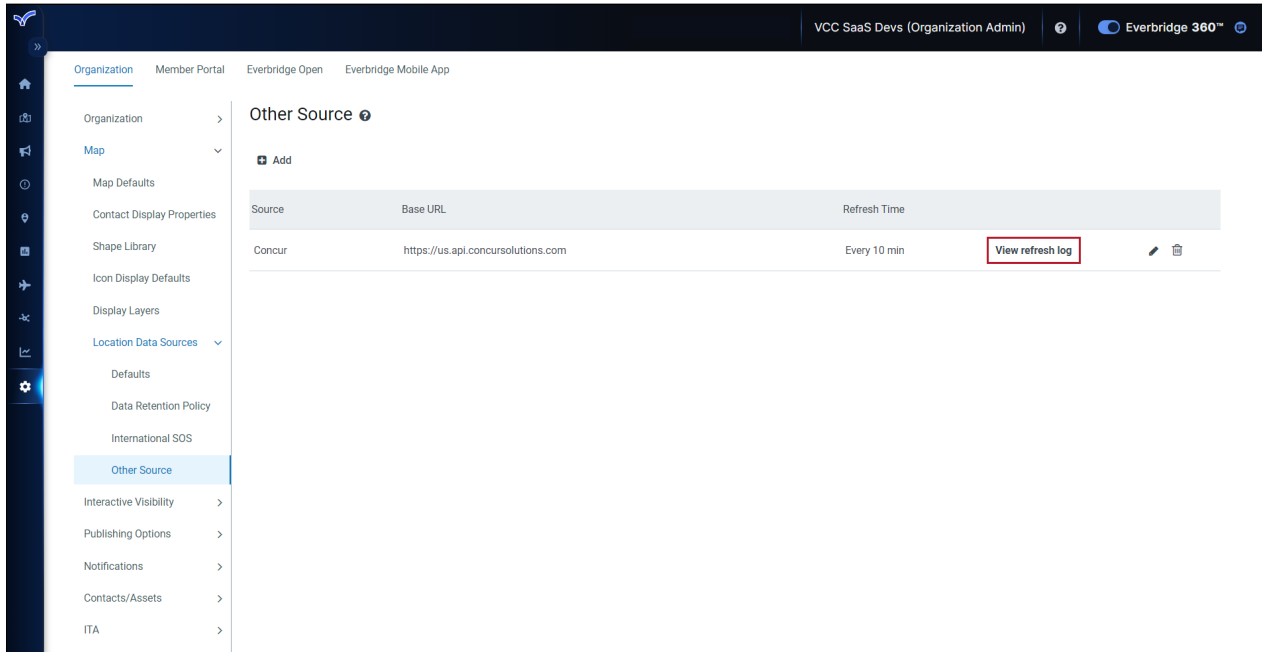 VCC SaaS Devs (Organization Admin)
Everbridge 360™
Organization Member Portal Everbridge Open Everbridge Mobile App
Organization
Map
Map Defaults
Contact Display Properties
Shape Library
Icon Display Defaults
Display Layers
Location Data Sources
Defaults
Data Retention Policy
International SOS
Other Source
Interactive Visibility
Publishing Options
Notifications
Contacts/Assets
ITA
Other Source
Add
Source Base URL Refresh Time
Concur https://us.api.concursolutions.com Every 10 min View refresh log